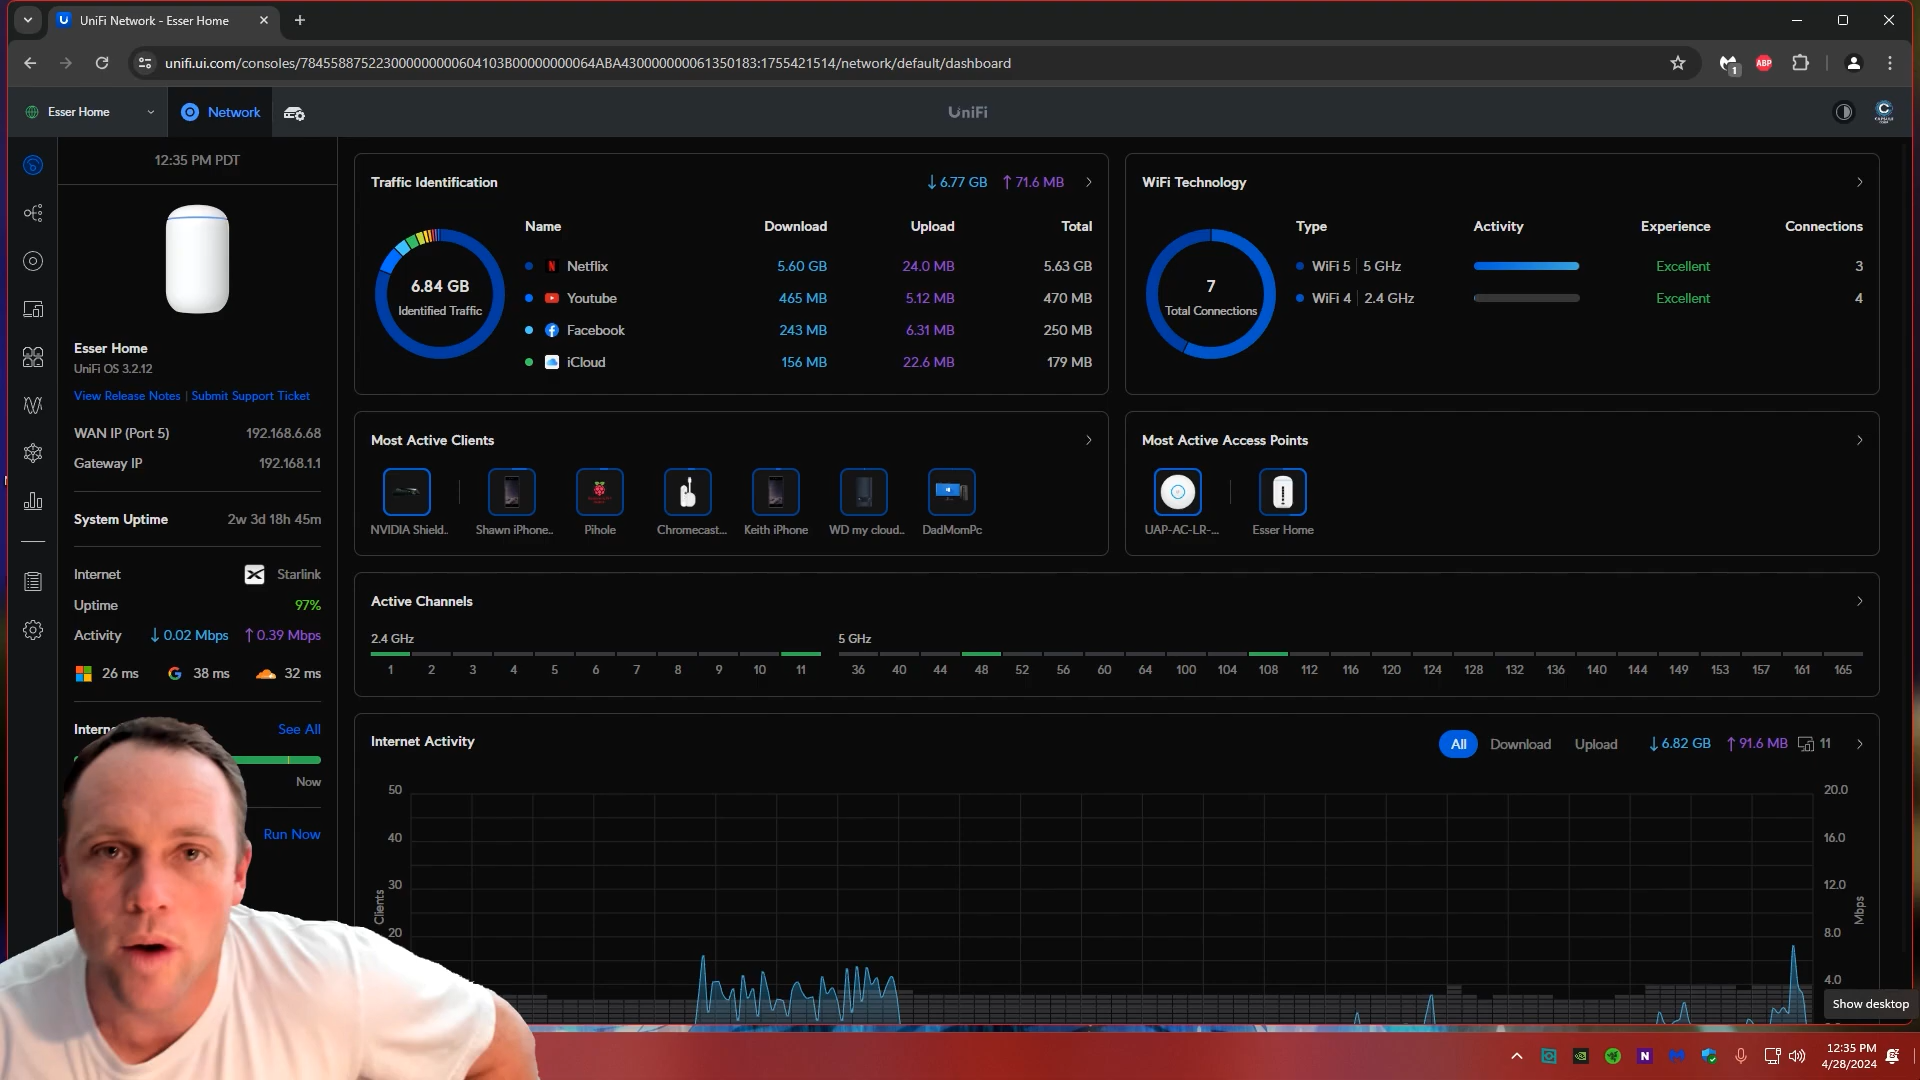 UniFi Network - Esser Home
unifi.ui.com/consoles/784558875223000000000604103B00000000064ABA430000000061350183:1755421514/network/default/dashboard
1
ABP
Esser Home
Network
UniFi
12:35 PM PDT
Esser Home
UniFi OS 3.2.12
View Release Notes | Submit Support Ticket
WAN IP (Port 5) 192.168.6.68
Gateway IP 192.168.1.1
System Uptime 2w 3d 18h 45m
Internet Starlink
Uptime 97%
Activity ↓ 0.02 Mbps ↑ 0.39 Mbps
26 ms 38 ms 32 ms
See All
Now
Run Now
Traffic Identification ↓ 6.77 GB ↑ 71.6 MB
6.84 GB
Identified Traffic
Name Download Upload Total
Netflix 5.60 GB 24.0 MB 5.63 GB
Youtube 465 MB 5.12 MB 470 MB
Facebook 243 MB 6.31 MB 250 MB
iCloud 156 MB 22.6 MB 179 MB
WiFi Technology
7
Total Connections
Type Activity Experience Connections
WiFi 5 | 5 GHz Excellent 3
WiFi 4 | 2.4 GHz Excellent 4
Most Active Clients
NVIDIA Shield.. Shawn iPhone.. Pihole Chromecast... Keith iPhone WD my cloud.. DadMomPc
Most Active Access Points
UAP-AC-LR-... Esser Home
Active Channels
2.4 GHz
1 2 3 4 5 6 7 8 9 10 11
5 GHz
36 40 44 48 52 56 60 64 100 104 108 112 116 120 124 128 132 136 140 144 149 153 157 161 165
Internet Activity
All Download Upload ↓ 6.82 GB ↑ 91.6 MB 11
50 20.0
40 16.0
30 12.0
20 8.0
4.0
Clients
Mbps
Show desktop
12:35 PM
4/28/2024